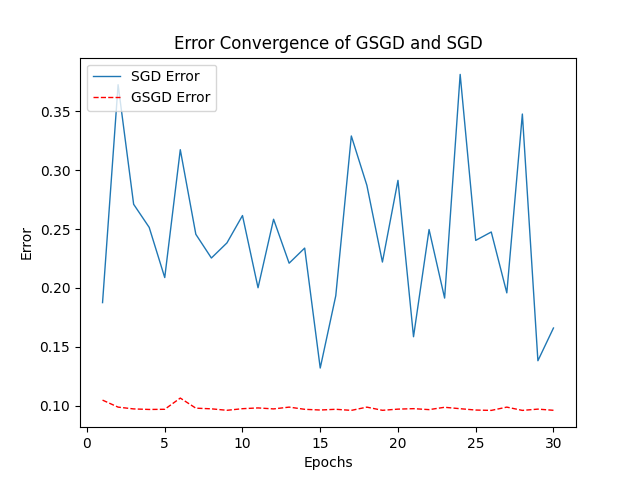 Error Convergence of GSGD and SGD
SGD Error
GSGD Error
Error
0.35
0.30
0.25
0.20
0.15
0.10
0 5 10 15 20 25 30
Epochs